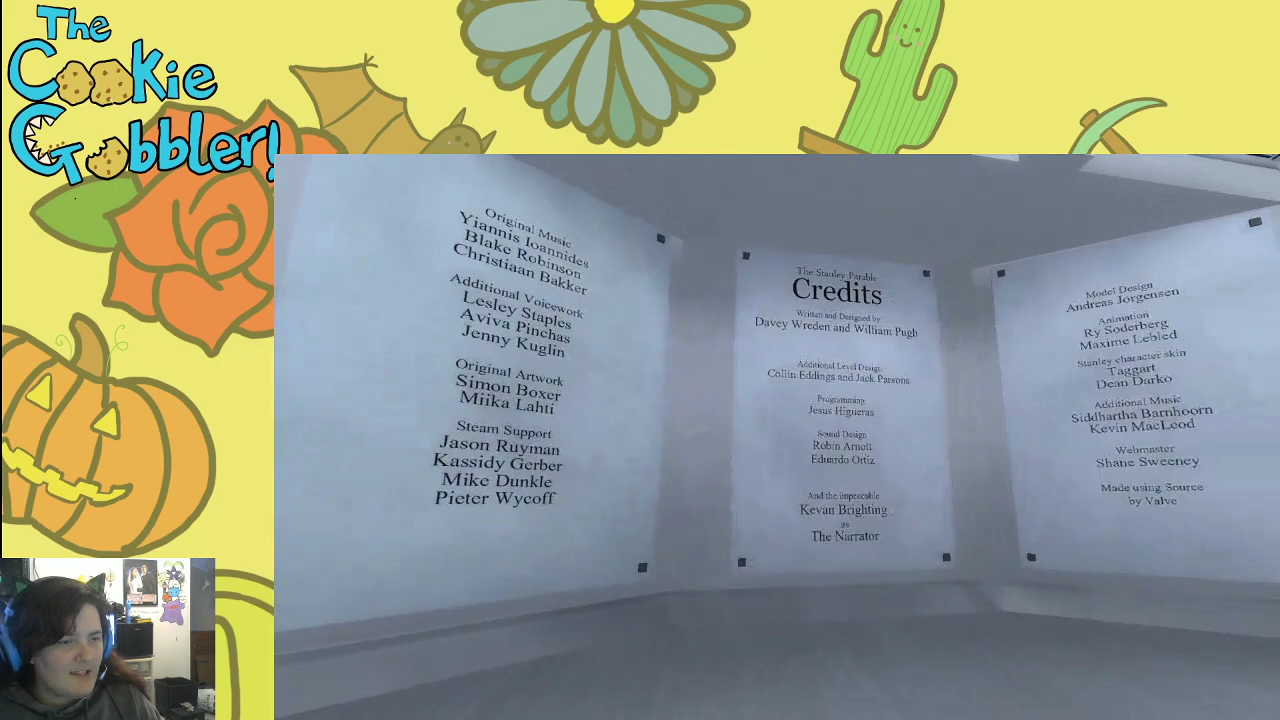 The
Cookie
Gobbler!
Original Music
Yiannis Ioannides
Blake Robinson
Christiaan Bakker
Additional Voicework
Lesley Staples
Aviva Pinchas
Jenny Kuglin
Original Artwork
Simon Boxer
Miika Lahti
Steam Support
Jason Ruyman
Kassidy Gerber
Mike Dunkle
Pieter Wycoff
The Stanley Parable
Credits
Written and Designed by
Davey Wreden and William Pugh
Additional Level Design
Collin Eddings and Jack Parsons
Programming
Jesus Higueras
Sound Design
Robin Arnott
Eduardo Ortiz
And the impeccable
Kevan Brighting
as
The Narrator
Model Design
Andreas Jorgensen
Animation
Ry Soderberg
Maxime Lebled
Stanley character skin
Taggart
Dean Darko
Additional Music
Siddhartha Barnhoorn
Kevin MacLeod
Webmaster
Shane Sweeney
Made using Source
by Valve